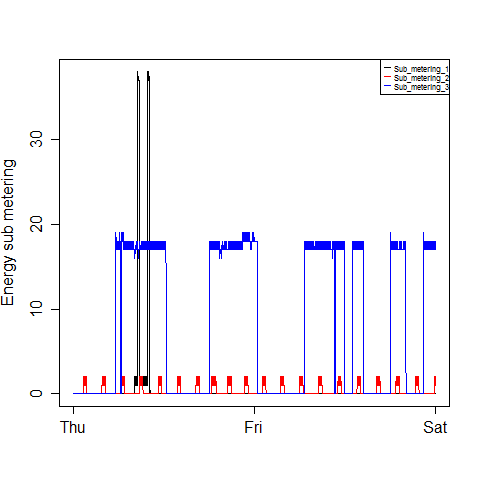 Sub_metering_1
Sub_metering_2
Sub_metering_3
Energy sub metering
30
20
10
0
Thu Fri Sat